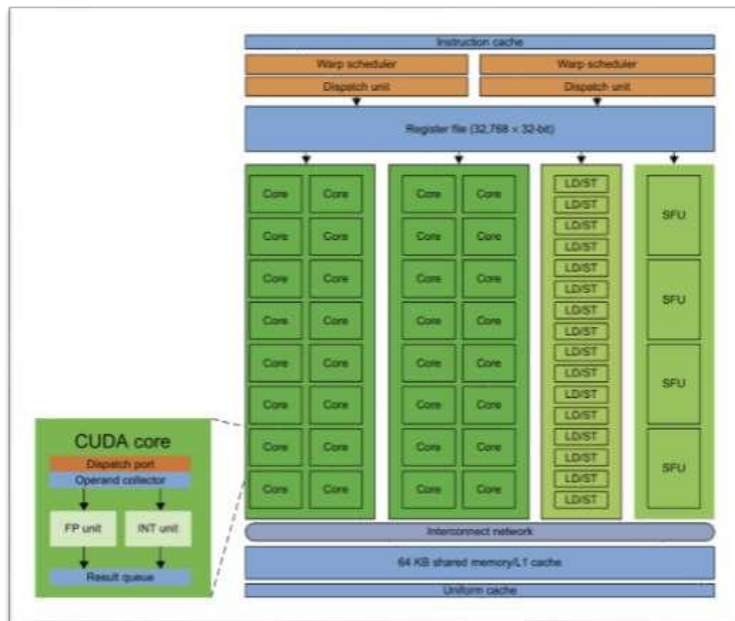 Instruction cache
Warp scheduler Warp scheduler
Dispatch unit Dispatch unit
Register file (32,768 × 32-bit)
Core Core Core Core LD/ST SFU
LD/ST
Core Core Core Core LD/ST
LD/ST
Core Core Core Core LD/ST SFU
LD/ST
Core Core Core Core LD/ST
LD/ST
Core Core Core Core LD/ST SFU
LD/ST
Core Core Core Core LD/ST
LD/ST
Core Core Core Core LD/ST SFU
LD/ST
Core Core Core Core LD/ST
LD/ST
CUDA core
Dispatch port
Operand collector
FP unit INT unit
Result queue
Interconnect network
64 KB shared memory/L1 cache
Uniform cache